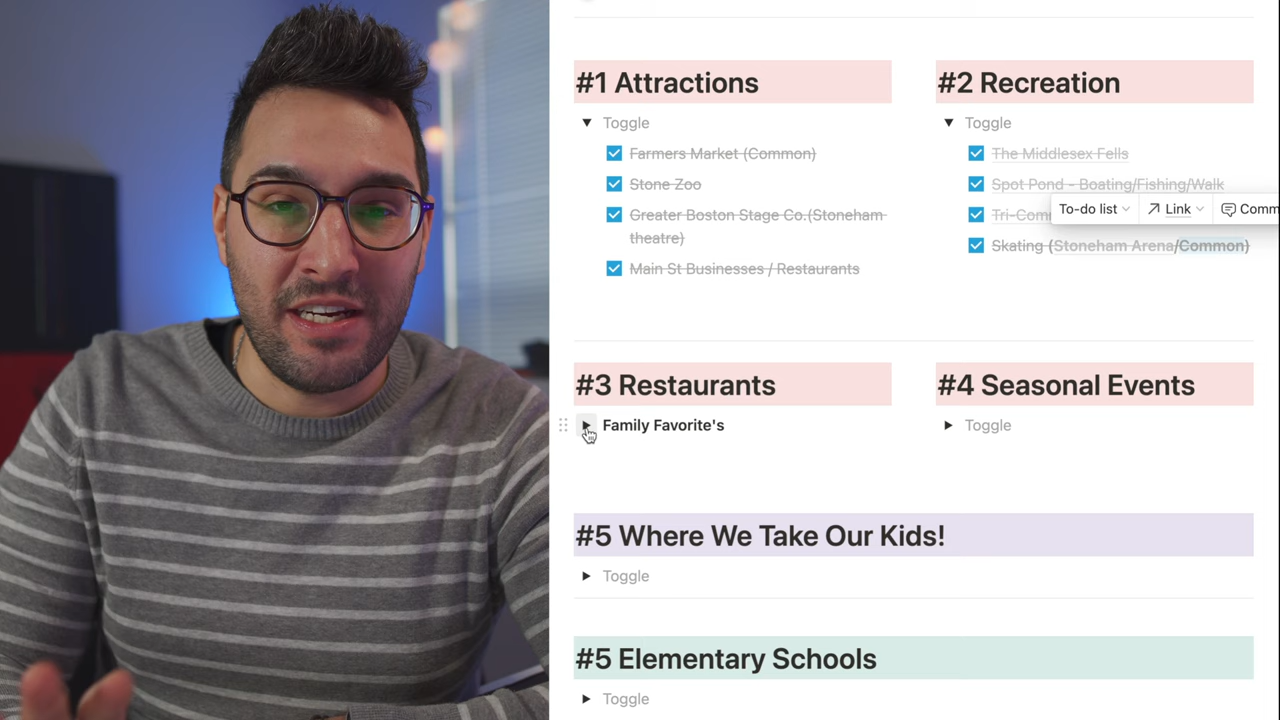 #1 Attractions
Toggle
Farmers Market (Common)
Stone Zoo
Greater Boston Stage Co.(Stoneham
theatre)
Main St Businesses / Restaurants
#2 Recreation
Toggle
The Middlesex Fells
Spot Pond - Boating/Fishing/Walk
To-do list Link Comm
Skating (Stoneham Arena/Common)
#3 Restaurants
Family Favorite's
#4 Seasonal Events
Toggle
#5 Where We Take Our Kids!
Toggle
#5 Elementary Schools
Toggle